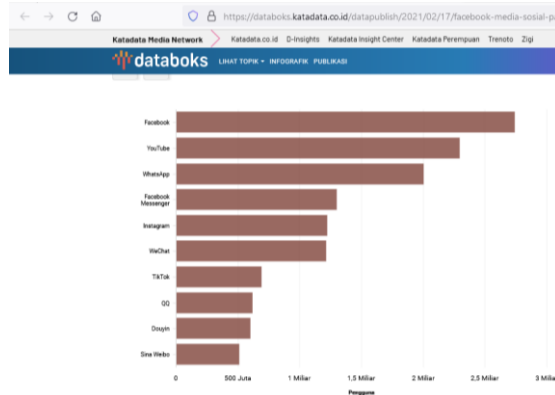 https://databoks.katadata.co.id/datapublish/2021/02/17/facebook-media-sosial-p
Katadata Media Network Katadata.co.id D-Insights Katadata Insight Center Katadata Perempuan Trenoto Zigi
databoks LIHAT TOPIK INFOGRAFIK PUBLIKASI
Facebook
YouTube
WhatsApp
Facebook
Messenger
Instagram
WeChat
TikTok
QQ
Douyin
Sina Weibo
0 500 Juta 1 Miliar 1,5 Miliar 2 Miliar 2,5 Miliar 3 Milia
Pengguna